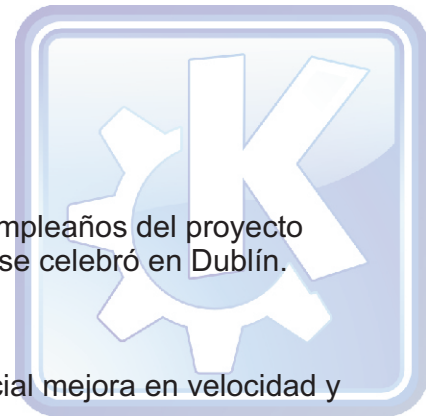 mpleaños del proyecto
se celebró en Dublín.
cial mejora en velocidad y